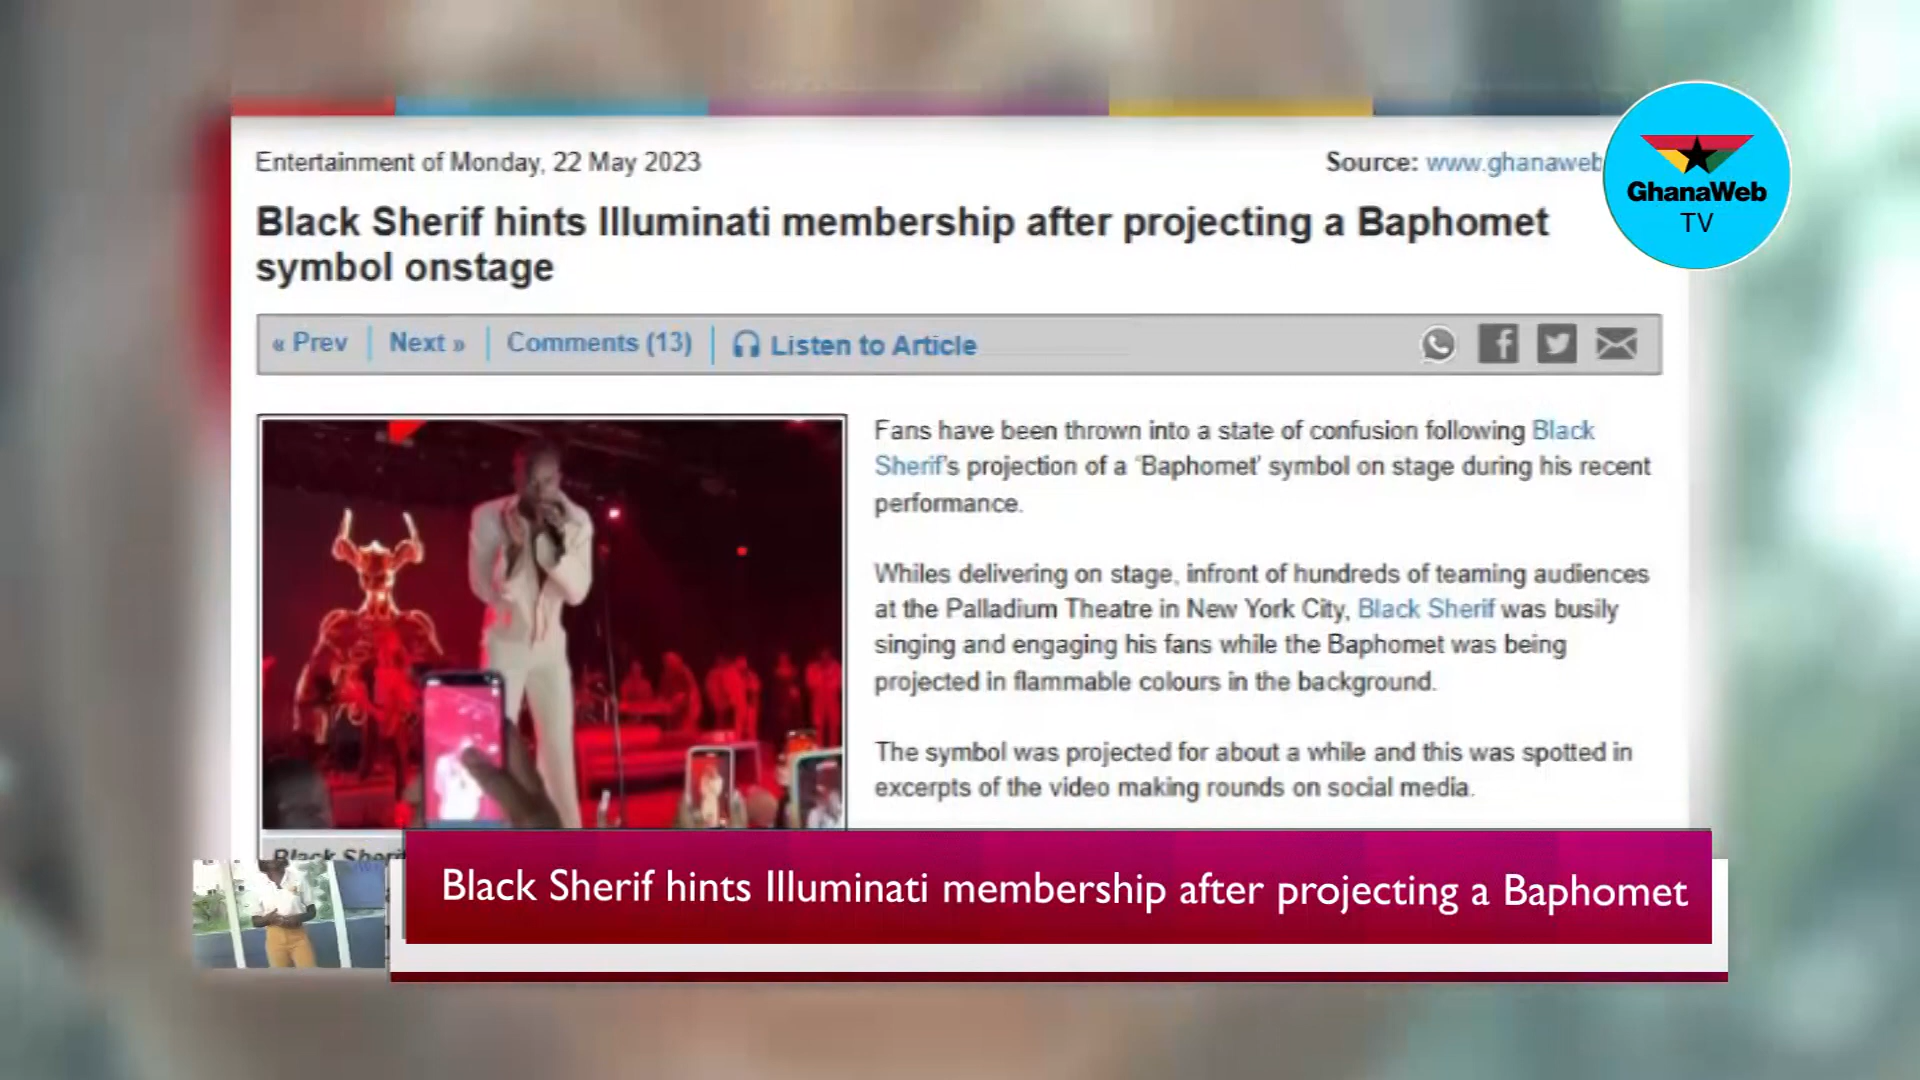 Entertainment of Monday, 22 May 2023
Source: www.ghanaweb
GhanaWeb
TV
Black Sherif hints Illuminati membership after projecting a Baphomet
symbol onstage
« Prev
Next »
Comments (13)
Listen to Article
Fans have been thrown into a state of confusion following Black
Sherif's projection of a 'Baphomet' symbol on stage during his recent
performance.
Whiles delivering on stage, infront of hundreds of teaming audiences
at the Palladium Theatre in New York City, Black Sherif was busily
singing and engaging his fans while the Baphomet was being
projected in flammable colours in the background.
The symbol was projected for about a while and this was spotted in
excerpts of the video making rounds on social media.
Black Sherif
Black Sherif hints Illuminati membership after projecting a Baphomet